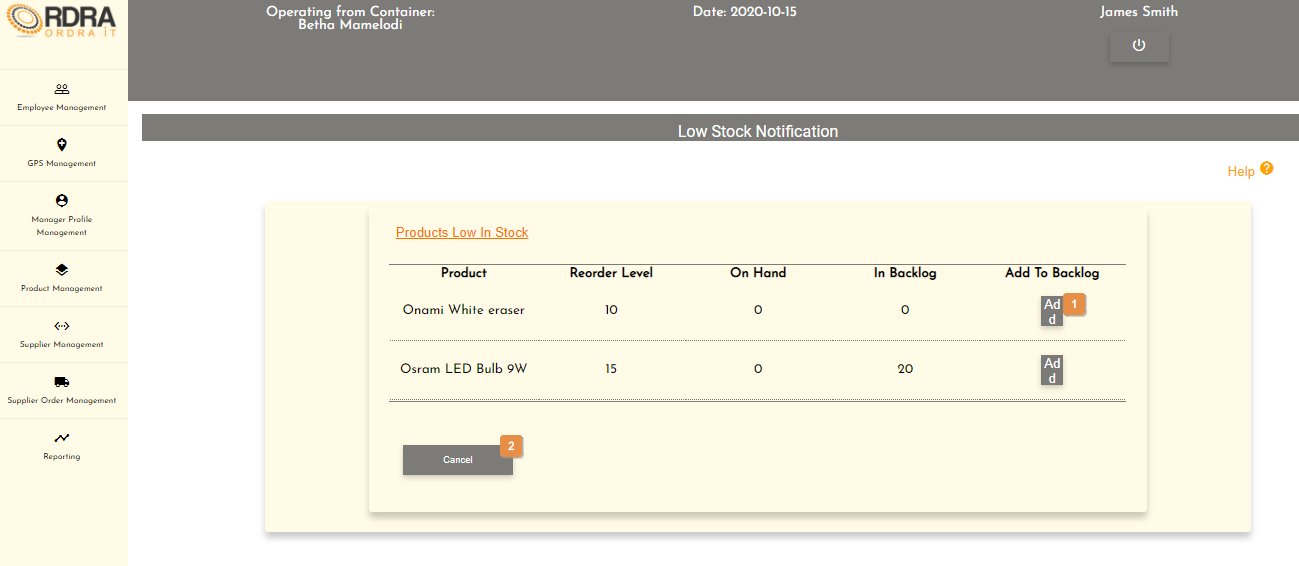 RDRA
ORDRA IT
Operating from Container:
Betha Mamelodi
Date: 2020-10-15
James Smith
Employee Management
GPS Management
Manager Profile
Management
Product Management
Supplier Management
Supplier Order Management
Reporting
Low Stock Notification
Help ?
Products Low In Stock
Product Reorder Level On Hand In Backlog Add To Backlog
Onami White eraser 10 0 0 Ad 1
d
Osram LED Bulb 9W 15 0 20 Ad
d
Cancel 2